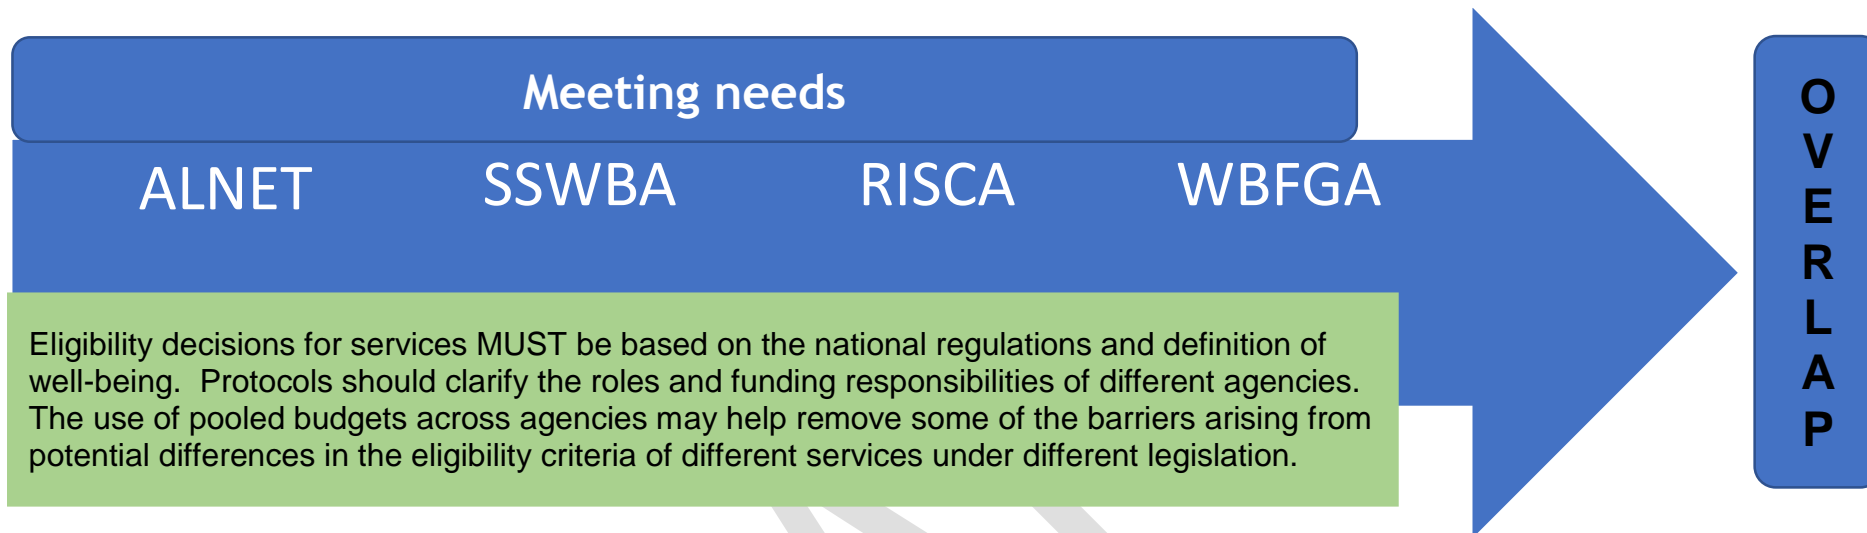 Meeting needs
ALNET SSWBA RISCA WBFGA
Eligibility decisions for services MUST be based on the national regulations and definition of
well-being.  Protocols should clarify the roles and funding responsibilities of different agencies.
The use of pooled budgets across agencies may help remove some of the barriers arising from
potential differences in the eligibility criteria of different services under different legislation.
O
V
E
R
L
A
P